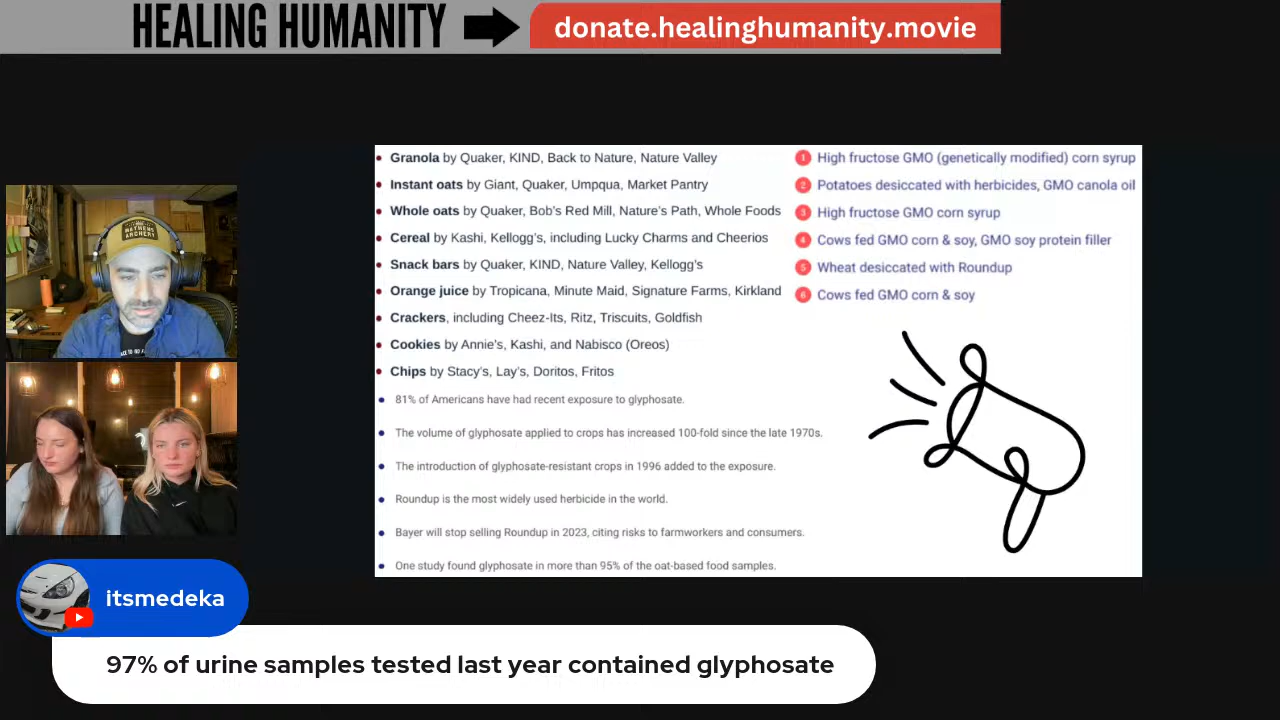 HEALING HUMANITY
donate.healinghumanity.movie
Granola by Quaker, KIND, Back to Nature, Nature Valley
Instant oats by Giant, Quaker, Umpqua, Market Pantry
Whole oats by Quaker, Bob's Red Mill, Nature's Path, Whole Foods
Cereal by Kashi, Kellogg's, including Lucky Charms and Cheerios
Snack bars by Quaker, KIND, Nature Valley, Kellogg's
Orange juice by Tropicana, Minute Maid, Signature Farms, Kirkland
Crackers, including Cheez-Its, Ritz, Triscuits, Goldfish
Cookies by Annie's, Kashi, and Nabisco (Oreos)
Chips by Stacy's, Lay's, Doritos, Fritos
81% of Americans have had recent exposure to glyphosate.
The volume of glyphosate applied to crops has increased 100-fold since the late 1970s.
The introduction of glyphosate-resistant crops in 1996 added to the exposure.
Roundup is the most widely used herbicide in the world.
Bayer will stop selling Roundup in 2023, citing risks to farmworkers and consumers.
One study found glyphosate in more than 95% of the oat-based food samples.
1 High fructose GMO (genetically modified) corn syrup
2 Potatoes desiccated with herbicides, GMO canola oil
3 High fructose GMO corn syrup
4 Cows fed GMO corn & soy, GMO soy protein filler
5 Wheat desiccated with Roundup
6 Cows fed GMO corn & soy
MATHEWS
ARCHERY
itsmedeka
97% of urine samples tested last year contained glyphosate